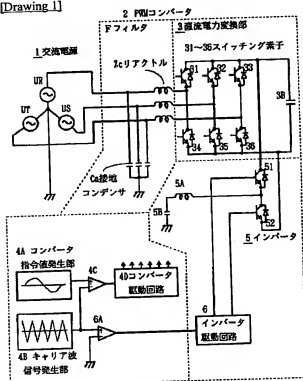 [Drawing 1]
2 PWMコンバータ
Fフィルタ
3直流電力変換部
1交流電源
31〜36スイッチング素子
UR
2cリアクトル
31
32
33
UT
US
3B
34
35
36
Ca接地
コンデンサ
5A
51
5B
52
5インバータ
4A コンバータ
指令値発生部
4C
4Dコンバータ
駆動回路
6A
6
インバータ
駆動回路
4B キャリア波
信号発生部